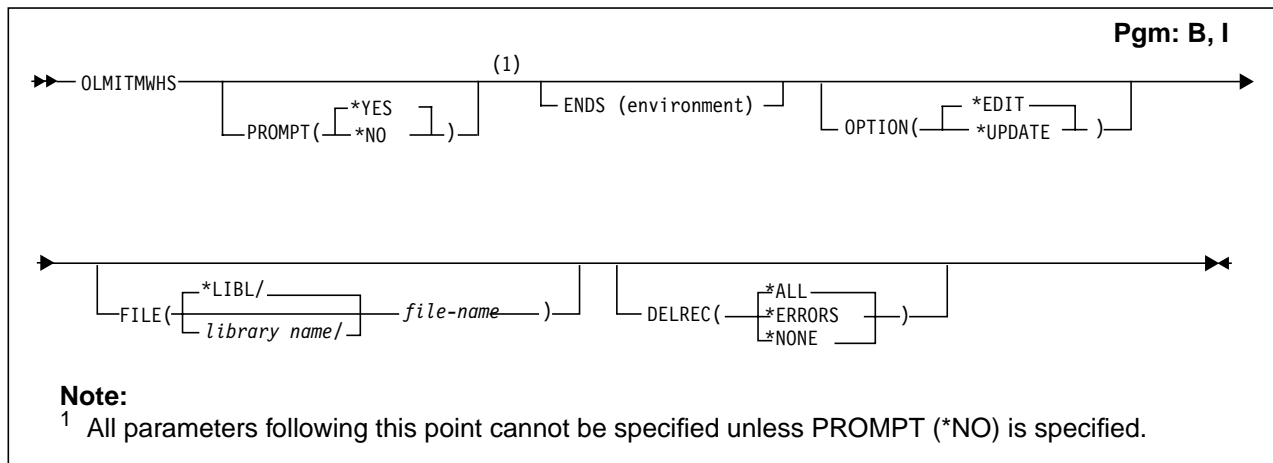 Pgm: B, I
(1)
OLMITMWHS
PROMPT( *YES
*NO )
ENDS (environment)
OPTION( *EDIT
*UPDATE )
FILE( *LIBL/
library name/ file-name )
DELREC( *ALL
*ERRORS )
*NONE
Note:
1 All parameters following this point cannot be specified unless PROMPT (*NO) is specified.